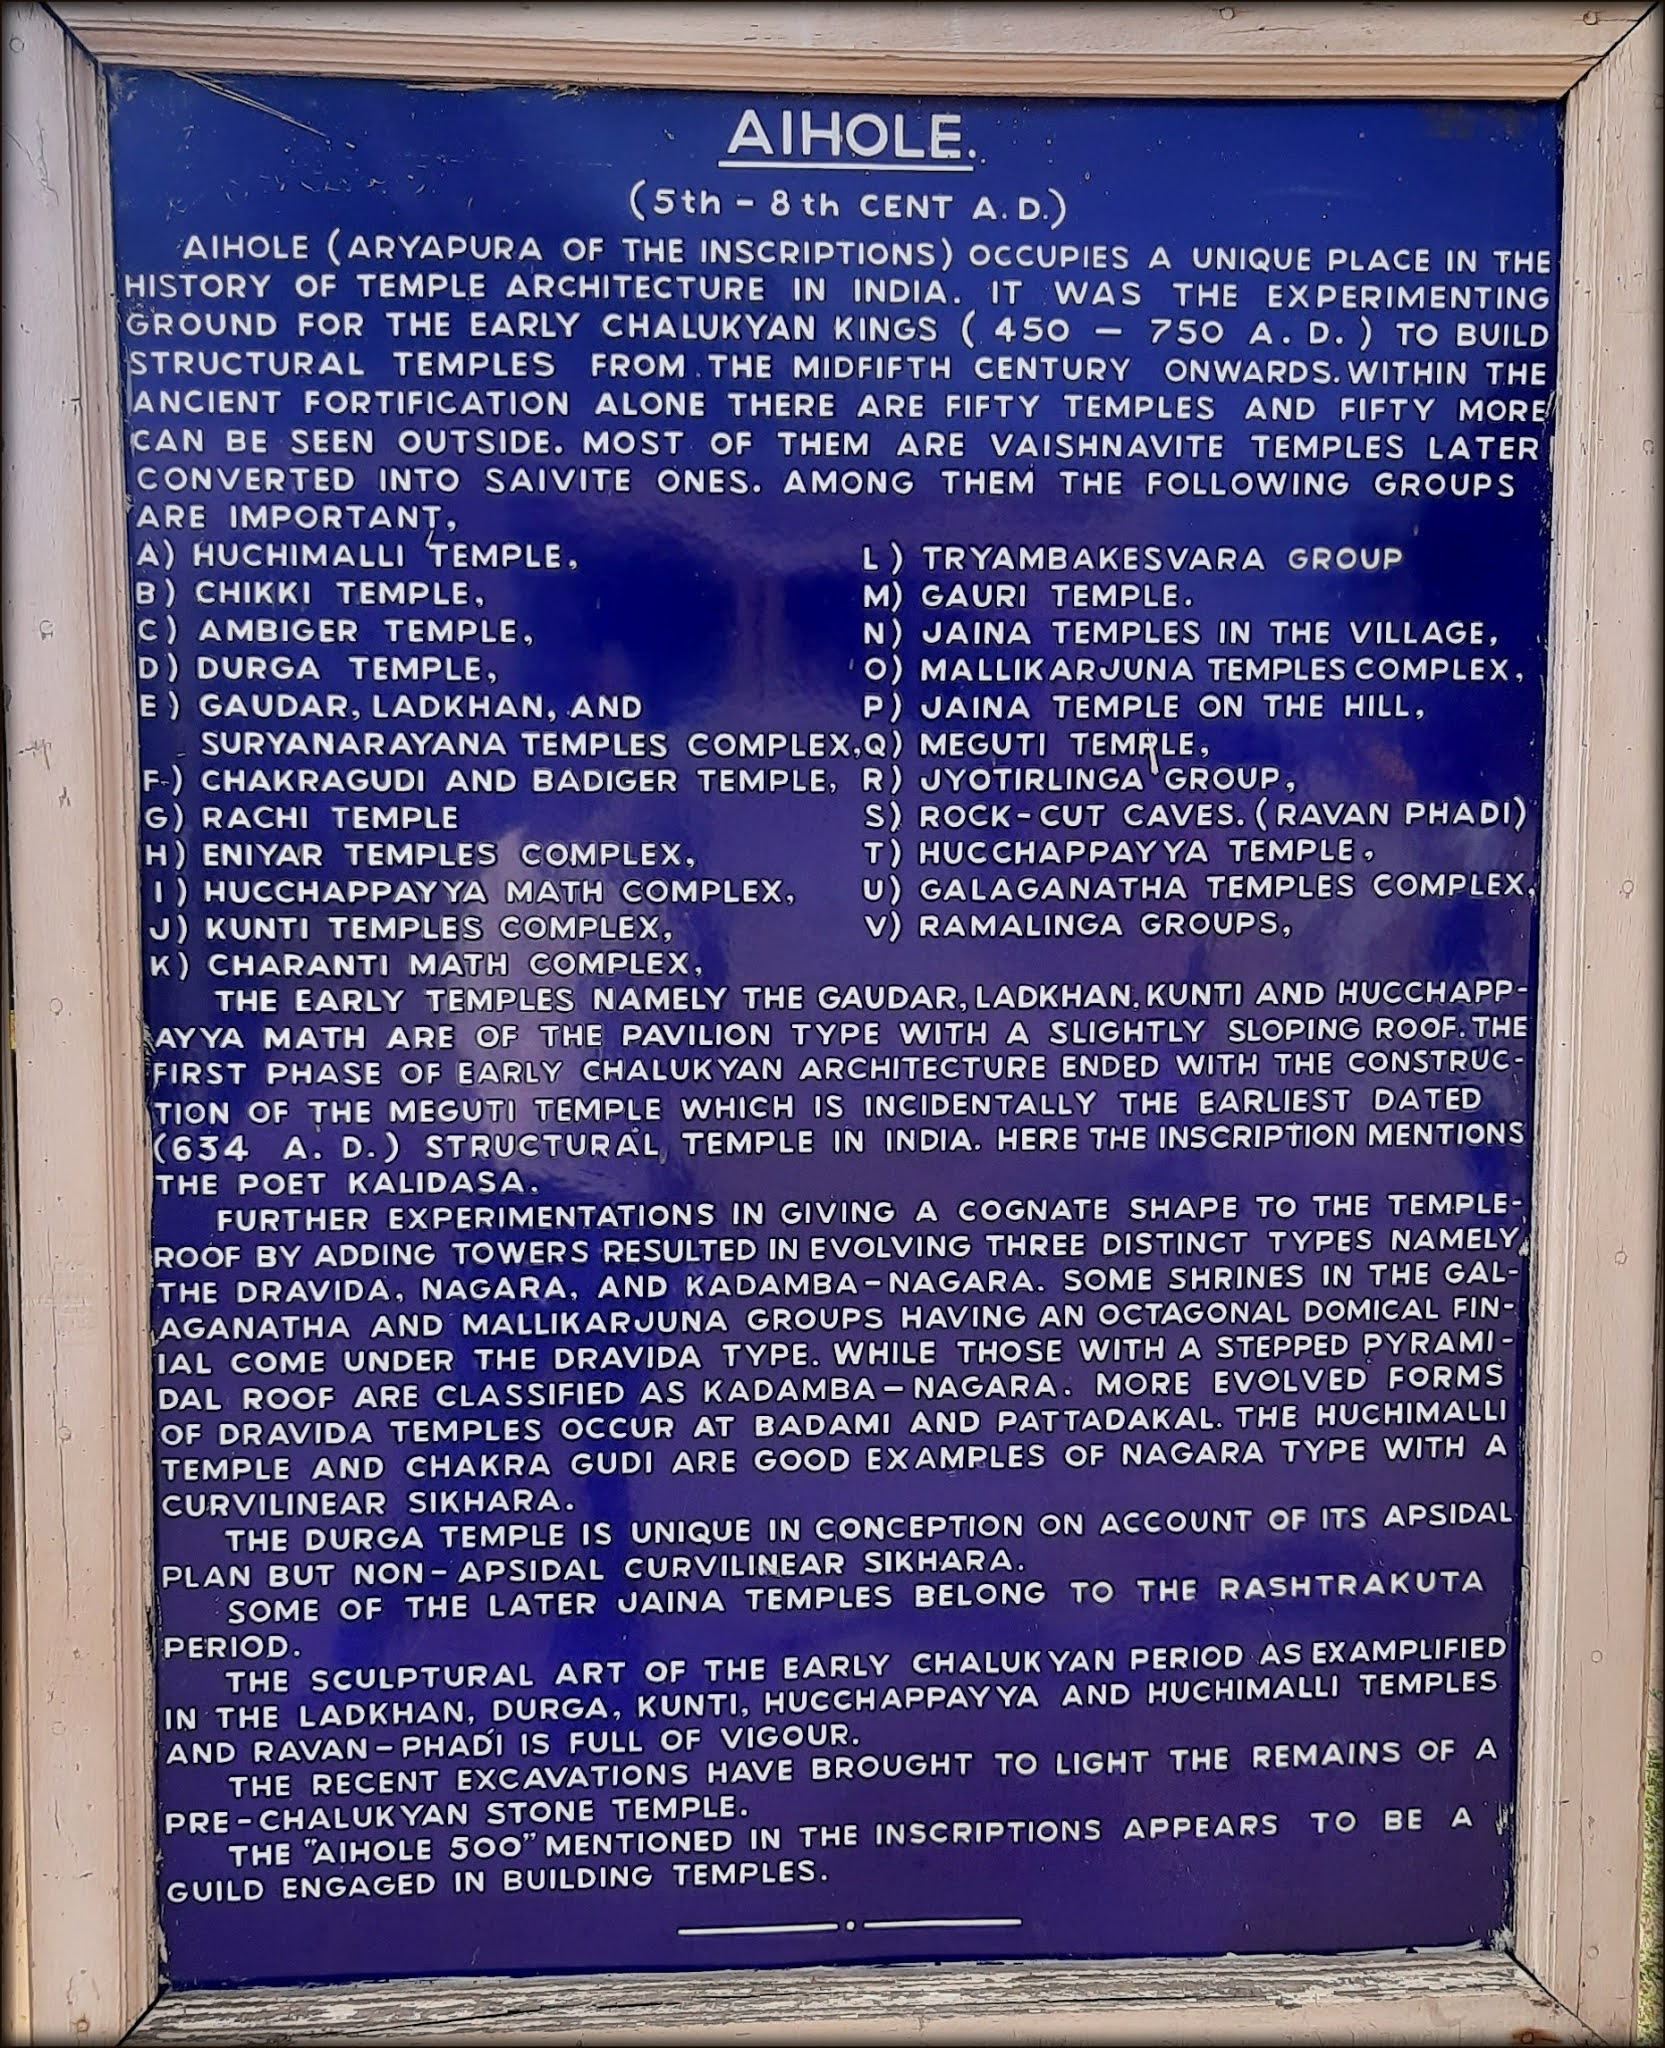 AIHOLE.
(5th - 8th CENT A.D.)
AIHOLE (ARYAPURA OF THE INSCRIPTIONS) OCCUPIES A UNIQUE PLACE IN THE
HISTORY OF TEMPLE ARCHITECTURE IN INDIA. IT WAS THE EXPERIMENTING
GROUND FOR THE EARLY CHALUKYAN KINGS ( 450 — 750 A. D. ) TO BUILD
STRUCTURAL TEMPLES FROM THE MIDFIFTH CENTURY ONWARDS. WITHIN THE
ANCIENT FORTIFICATION ALONE THERE ARE FIFTY TEMPLES AND FIFTY MORE
CAN BE SEEN OUTSIDE. MOST OF THEM ARE VAISHNAVITE TEMPLES LATER
CONVERTED INTO SAIVITE ONES. AMONG THEM THE FOLLOWING GROUPS
ARE IMPORTANT,
A) HUCHIMALLI TEMPLE,
B) CHIKKI TEMPLE,
C) AMBIGER TEMPLE,
D) DURGA TEMPLE,
E) GAUDAR, LADKHAN, AND
SURYANARAYANA TEMPLES COMPLEX,
F) CHAKRAGUDI AND BADIGER TEMPLE,
G) RACHI TEMPLE
H) ENIYAR TEMPLES COMPLEX,
I) HUCCHAPPAYYA MATH COMPLEX,
J) KUNTI TEMPLES COMPLEX,
K) CHARANTI MATH COMPLEX,
L) TRYAMBAKESVARA GROUP
M) GAURI TEMPLE.
N) JAINA TEMPLES IN THE VILLAGE,
O) MALLIKARJUNA TEMPLES COMPLEX,
P) JAINA TEMPLE ON THE HILL,
Q) MEGUTI TEMPLE,
R) JYOTIRLINGA GROUP,
S) ROCK-CUT CAVES. (RAVAN PHADI)
T) HUCCHAPPAYYA TEMPLE,
U) GALAGANATHA TEMPLES COMPLEX,
V) RAMALINGA GROUPS,
THE EARLY TEMPLES NAMELY THE GAUDAR, LADKHAN, KUNTI AND HUCCHAPP-
AYYA MATH ARE OF THE PAVILION TYPE WITH A SLIGHTLY SLOPING ROOF. THE
FIRST PHASE OF EARLY CHALUKYAN ARCHITECTURE ENDED WITH THE CONSTRUC-
TION OF THE MEGUTI TEMPLE WHICH IS INCIDENTALLY THE EARLIEST DATED
(634 A. D.) STRUCTURAL TEMPLE IN INDIA. HERE THE INSCRIPTION MENTIONS
THE POET KALIDASA.
FURTHER EXPERIMENTATIONS IN GIVING A COGNATE SHAPE TO THE TEMPLE-
ROOF BY ADDING TOWERS RESULTED IN EVOLVING THREE DISTINCT TYPES NAMELY,
THE DRAVIDA, NAGARA, AND KADAMBA-NAGARA. SOME SHRINES IN THE GAL-
AGANATHA AND MALLIKARJUNA GROUPS HAVING AN OCTAGONAL DOMICAL FIN-
IAL COME UNDER THE DRAVIDA TYPE. WHILE THOSE WITH A STEPPED PYRAMI-
DAL ROOF ARE CLASSIFIED AS KADAMBA-NAGARA. MORE EVOLVED FORMS
OF DRAVIDA TEMPLES OCCUR AT BADAMI AND PATTADAKAL. THE HUCHIMALLI
TEMPLE AND CHAKRA GUDI ARE GOOD EXAMPLES OF NAGARA TYPE WITH A
CURVILINEAR SIKHARA.
THE DURGA TEMPLE IS UNIQUE IN CONCEPTION ON ACCOUNT OF ITS APSIDAL
PLAN BUT NON-APSIDAL CURVILINEAR SIKHARA.
SOME OF THE LATER JAINA TEMPLES BELONG TO THE RASHTRAKUTA
PERIOD.
THE SCULPTURAL ART OF THE EARLY CHALUKYAN PERIOD AS EXAMPLIFIED
IN THE LADKHAN, DURGA, KUNTI, HUCCHAPPAYYA AND HUCHIMALLI TEMPLES
AND RAVAN-PHADI IS FULL OF VIGOUR.
THE RECENT EXCAVATIONS HAVE BROUGHT TO LIGHT THE REMAINS OF A
PRE-CHALUKYAN STONE TEMPLE.
THE "AIHOLE 500" MENTIONED IN THE INSCRIPTIONS APPEARS TO BE A
GUILD ENGAGED IN BUILDING TEMPLES.